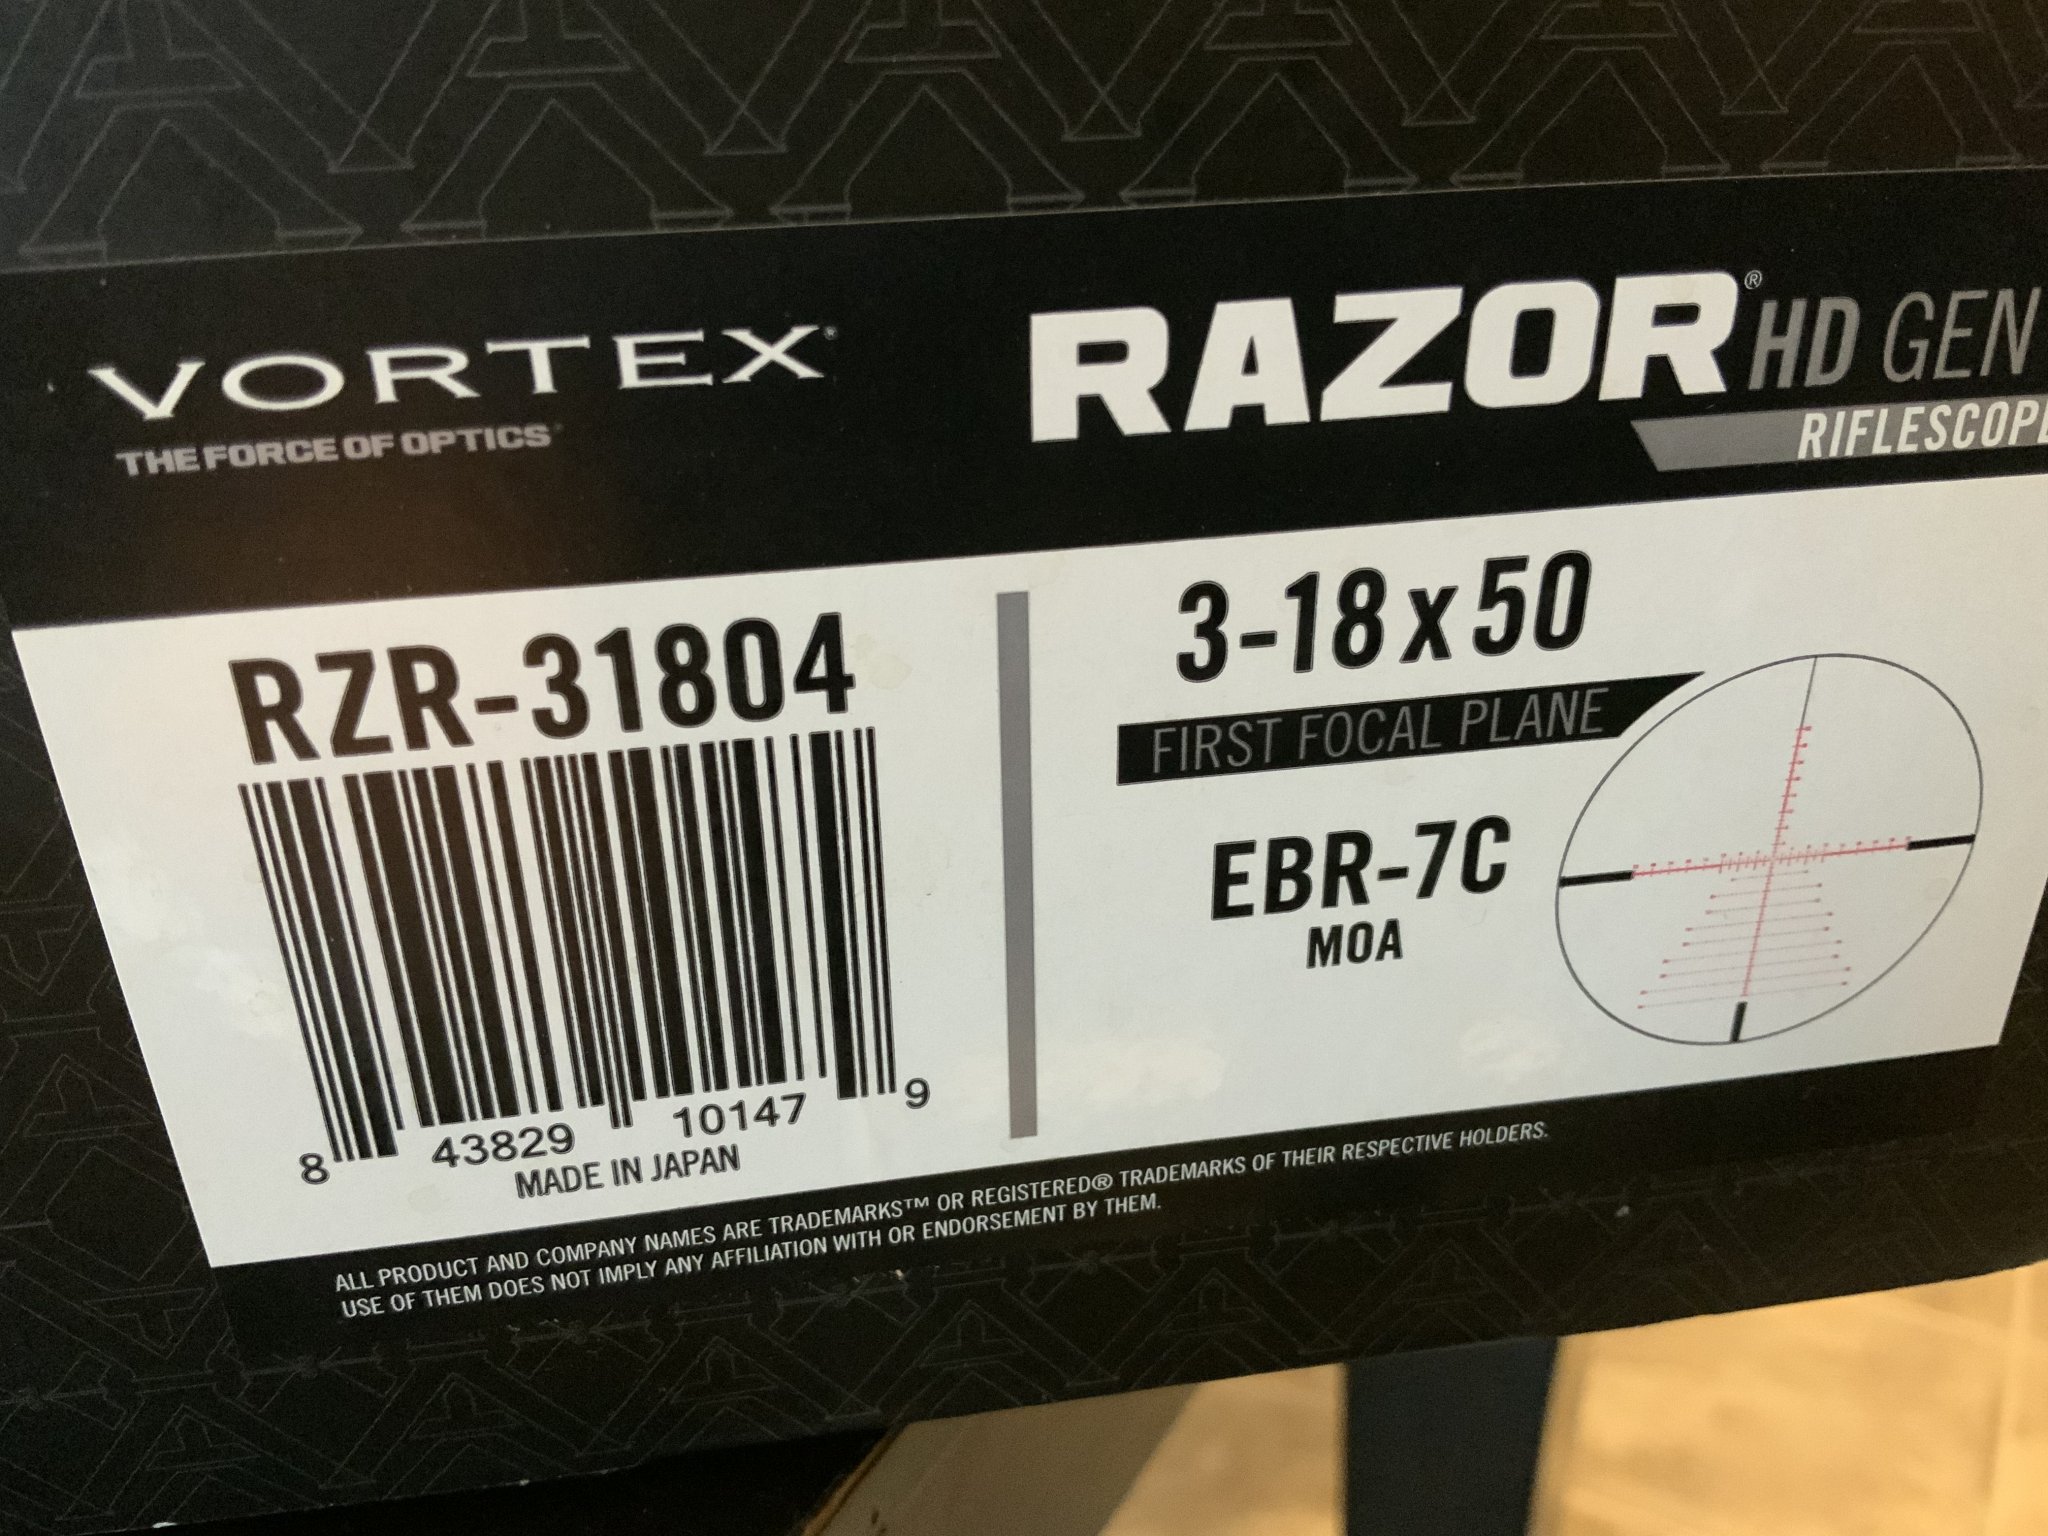 VORTEX®
THE FORCE OF OPTICS
RAZOR® HD GEN
RIFLESCOPE
RZR-31804
8 43829 10147 9
MADE IN JAPAN
3-18x50
FIRST FOCAL PLANE
EBR-7C
MOA
ALL PRODUCT AND COMPANY NAMES ARE TRADEMARKS™ OR REGISTERED® TRADEMARKS OF THEIR RESPECTIVE HOLDERS.
USE OF THEM DOES NOT IMPLY ANY AFFILIATION WITH OR ENDORSEMENT BY THEM.